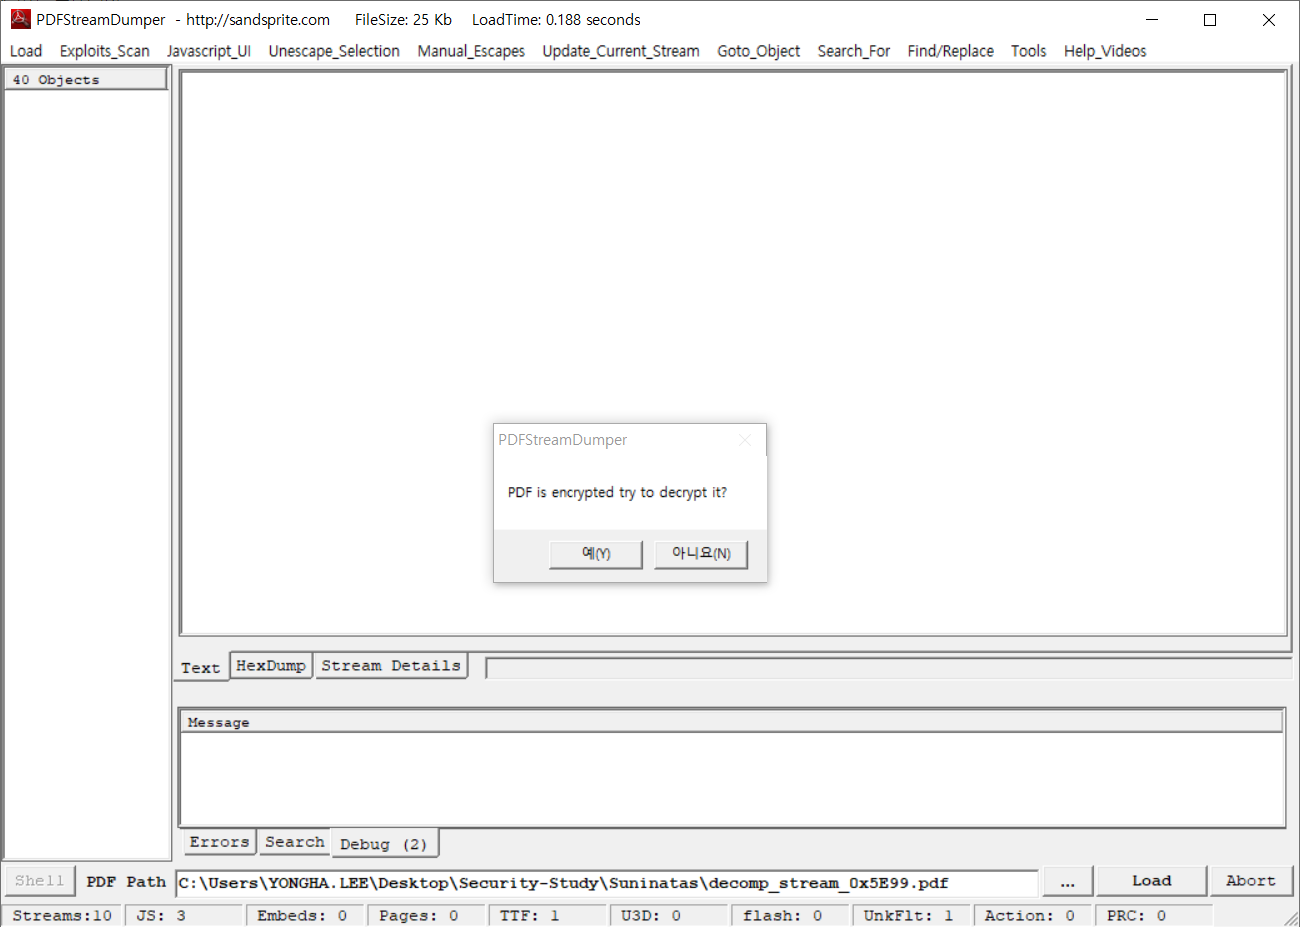 PDFStreamDumper - http://sandsprite.com FileSize: 25 Kb LoadTime: 0.188 seconds
Load Exploits_Scan Javascript_UI Unescape_Selection Manual_Escapes Update_Current_Stream Goto_Object Search_For Find/Replace Tools Help_Videos
40 Objects
PDFStreamDumper
PDF is encrypted try to decrypt it?
예(Y) 아니요(N)
Text HexDump Stream Details
Message
Errors Search Debug (2)
Shell PDF Path C:\Users\YONGHA.LEE\Desktop\Security-Study\Suninatas\decomp_stream_0x5E99.pdf ... Load Abort
Streams:10 JS: 3 Embeds: 0 Pages: 0 TTF: 1 U3D: 0 flash: 0 UnkFlt: 1 Action: 0 PRC: 0